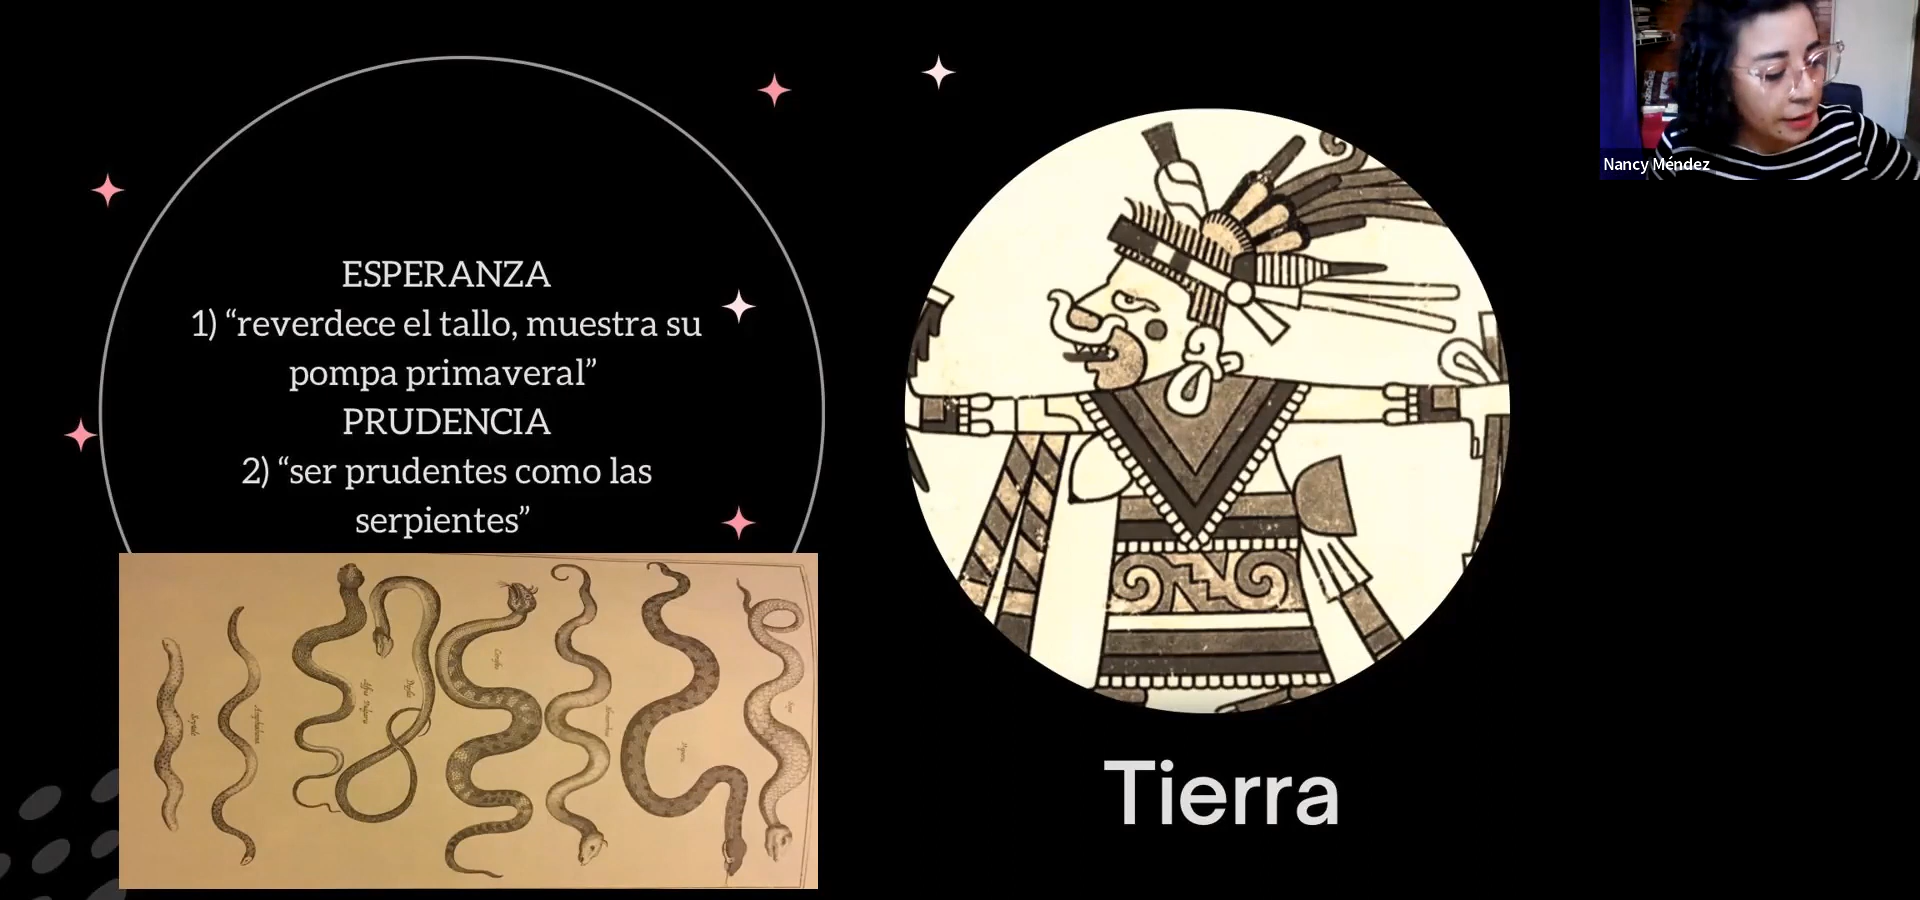 ESPERANZA
1) “reverdece el tallo, muestra su
pompa primaveral”
PRUDENCIA
2) “ser prudentes como las
serpientes”
Tierra
Nancy Méndez